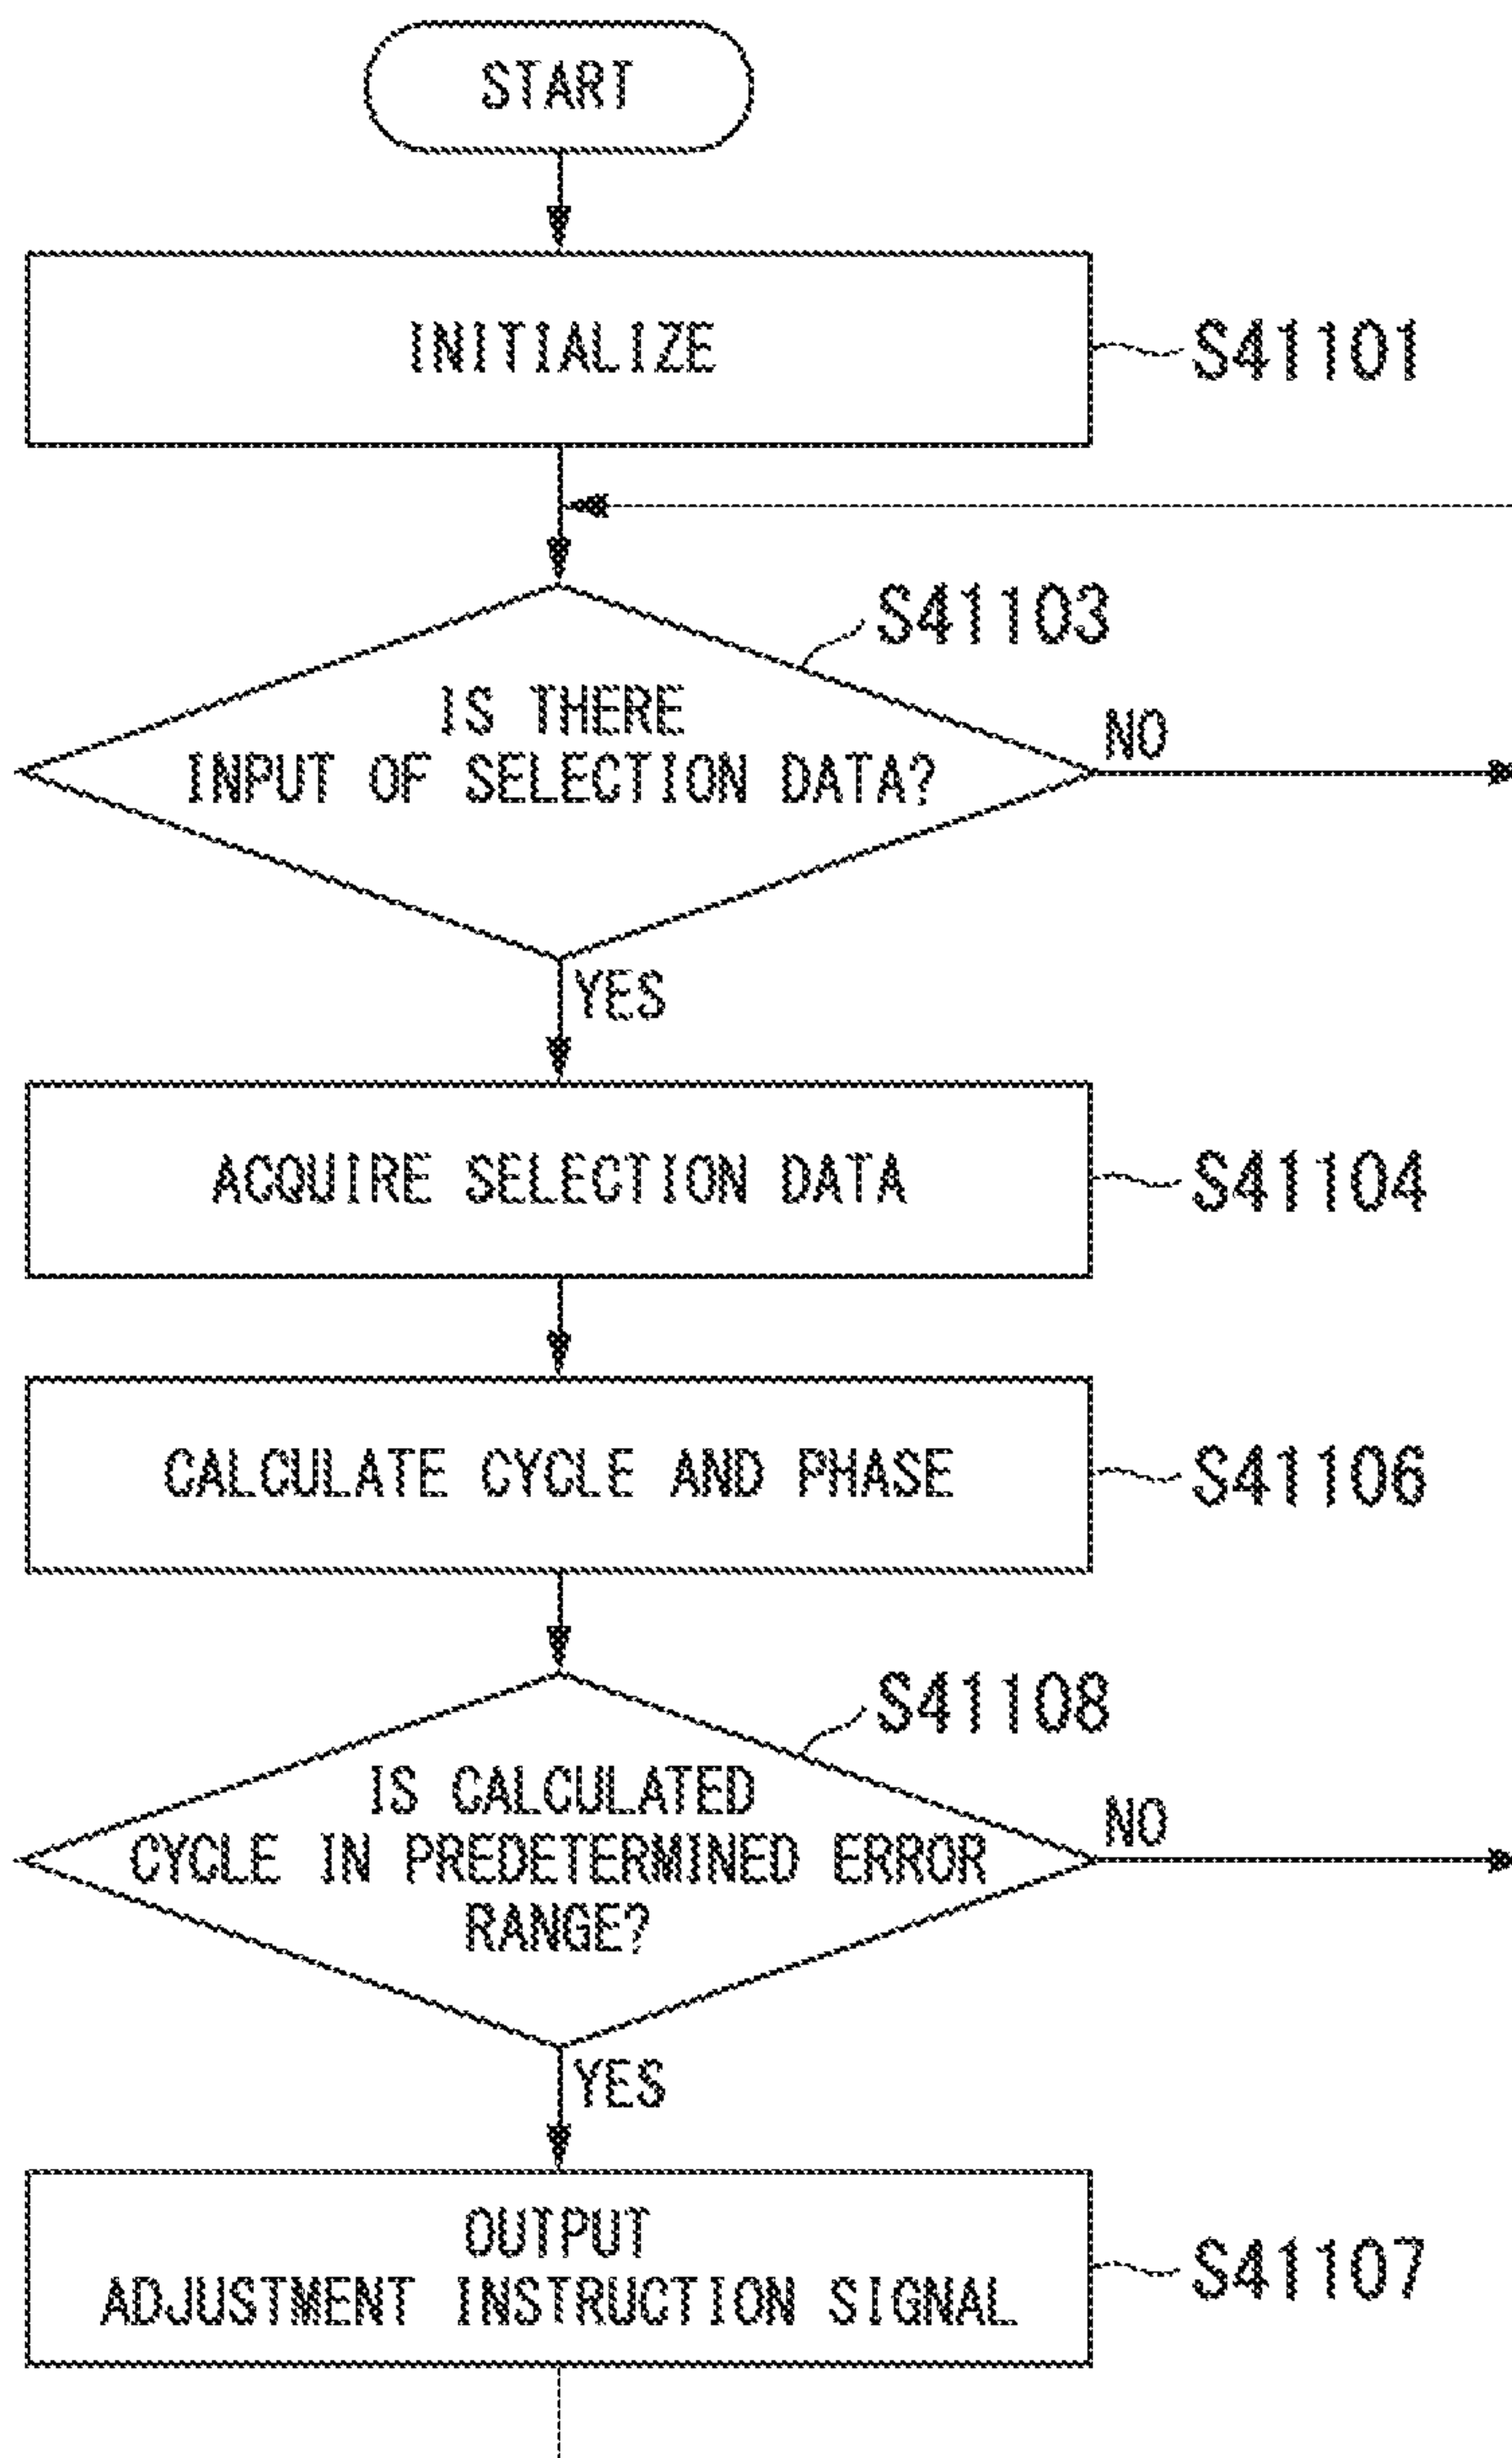 START
INITIALIZE
S41101
S41103
IS THERE
INPUT OF SELECTION DATA?
NO
YES
ACQUIRE SELECTION DATA
S41104
CALCULATE CYCLE AND PHASE
S41106
S41108
IS CALCULATED
CYCLE IN PREDETERMINED ERROR
RANGE?
NO
YES
OUTPUT
ADJUSTMENT INSTRUCTION SIGNAL
S41107